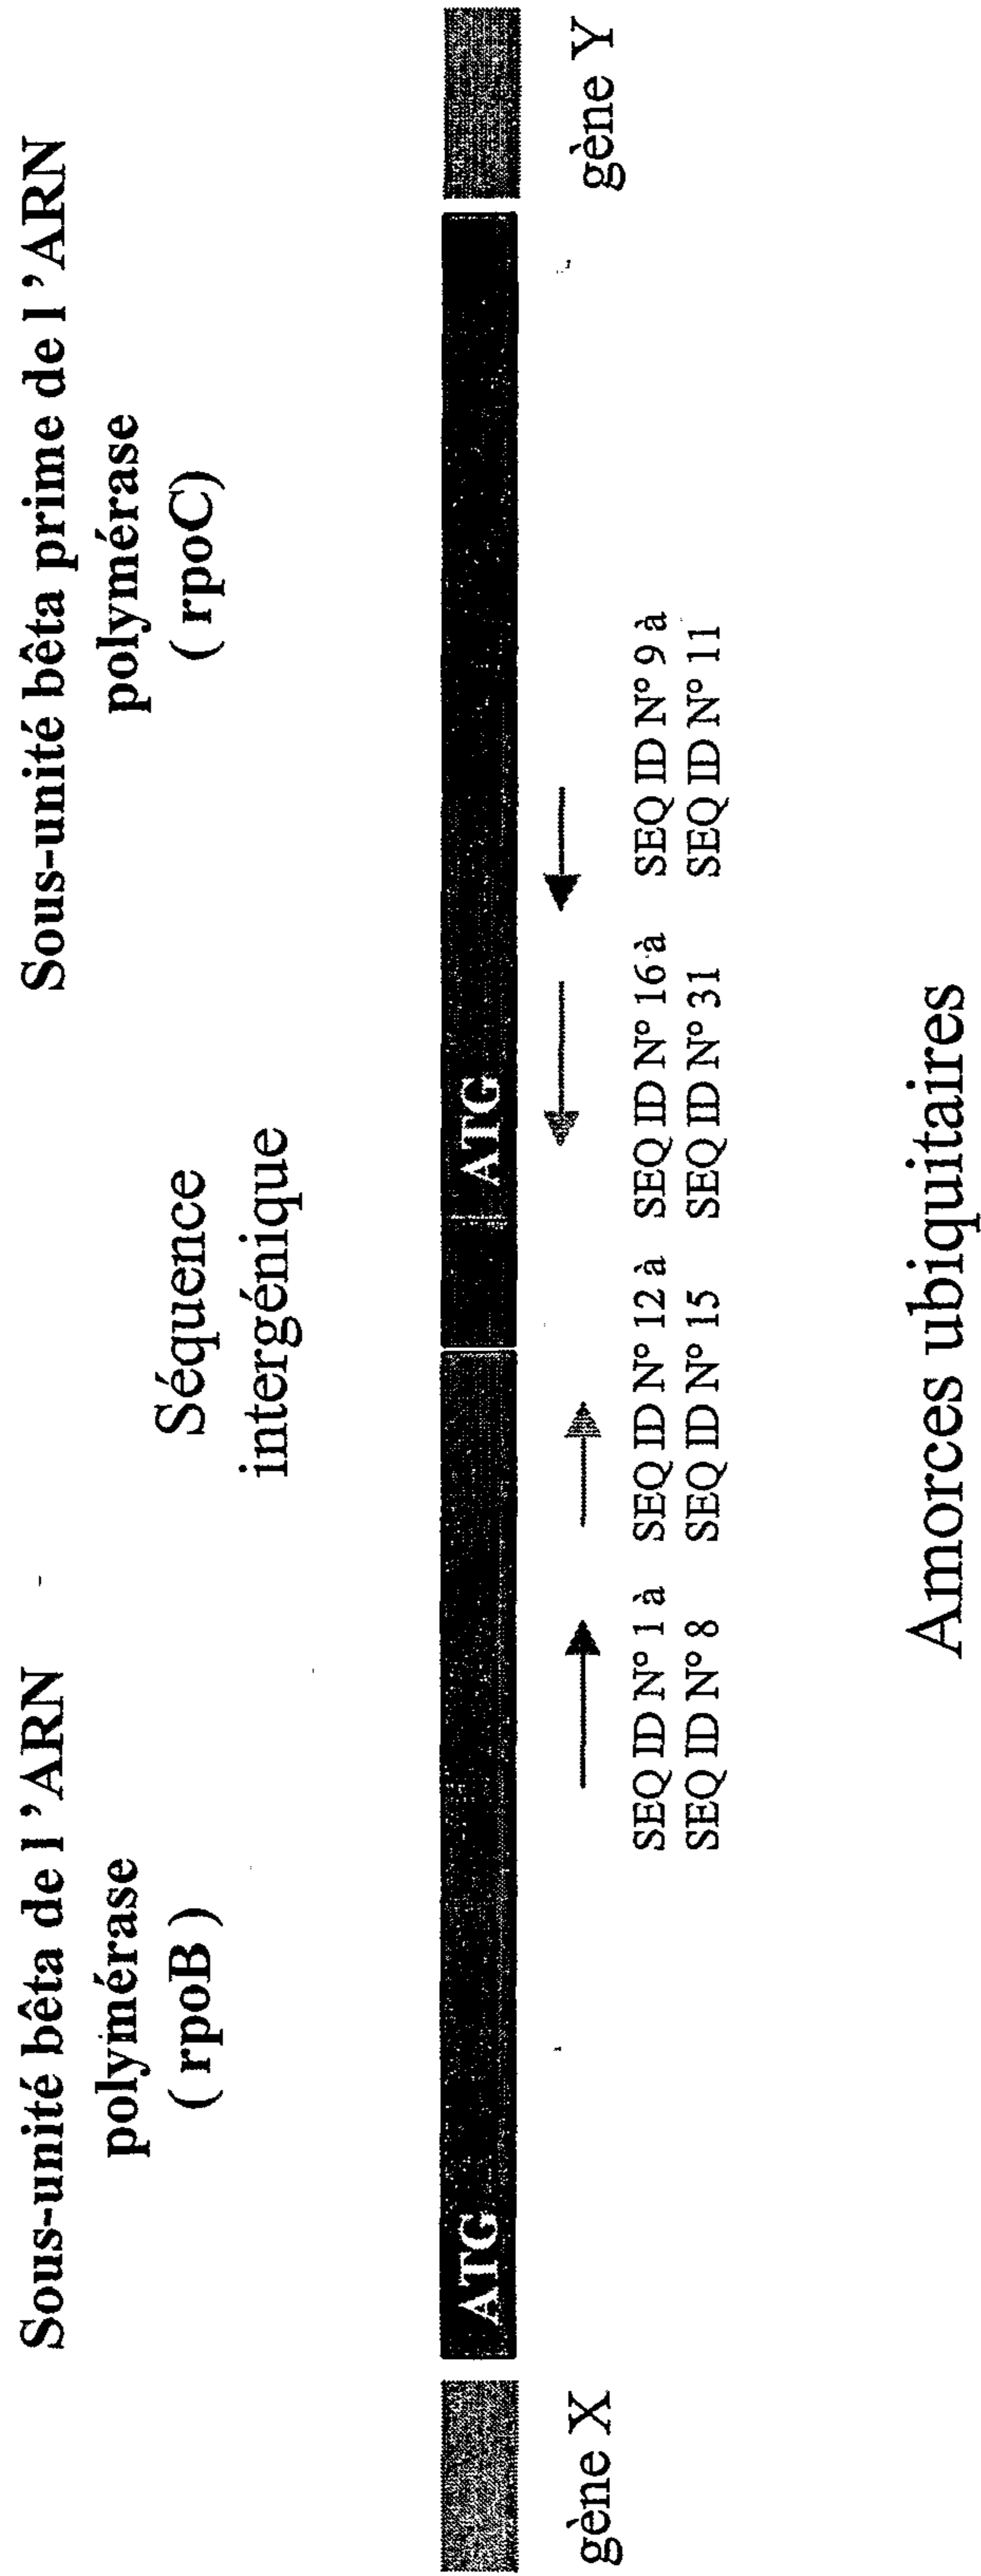 Sous-unité bêta de l 'ARN
polymérase
( rpoB )
Séquence
intergénique
Sous-unité bêta prime de l 'ARN
polymérase
( rpoC)
ATG
ATG
gène X
gène Y
SEQ ID N° 1 à
SEQ ID N° 8
SEQ ID N° 12 à
SEQ ID N° 15
SEQ ID N° 16 à
SEQ ID N° 31
SEQ ID N° 9 à
SEQ ID N° 11
Amorces ubiquitaires